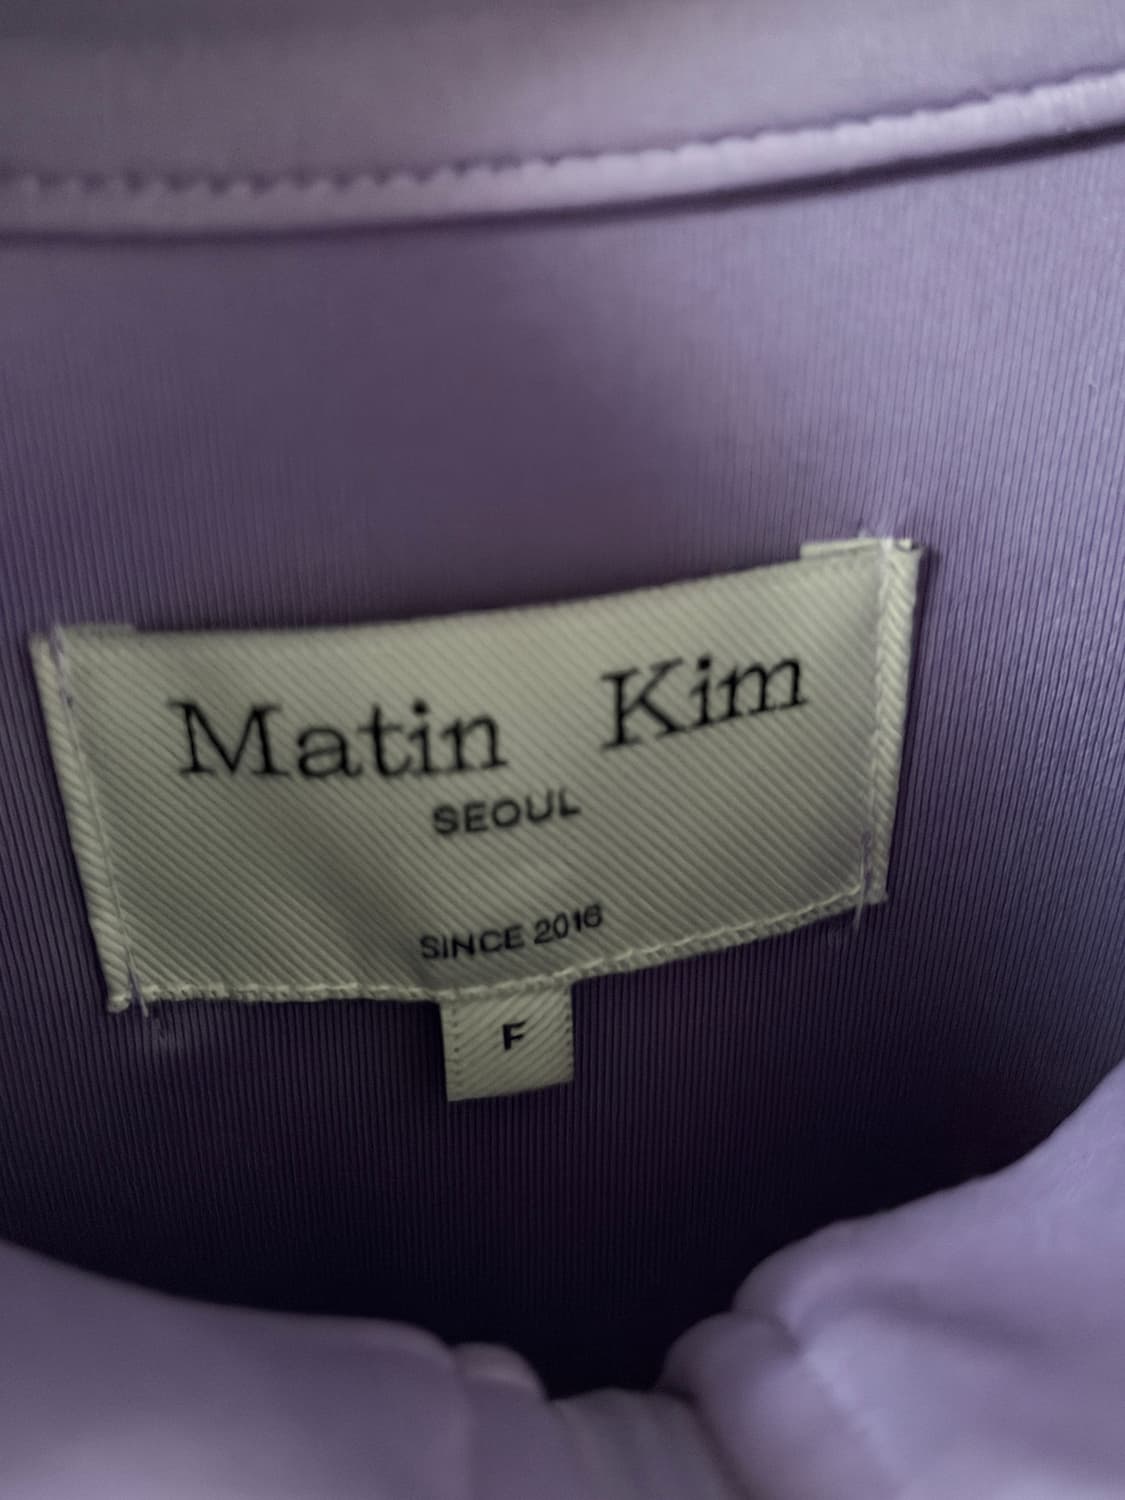 Matin Kim
SEOUL
SINCE 2016
F